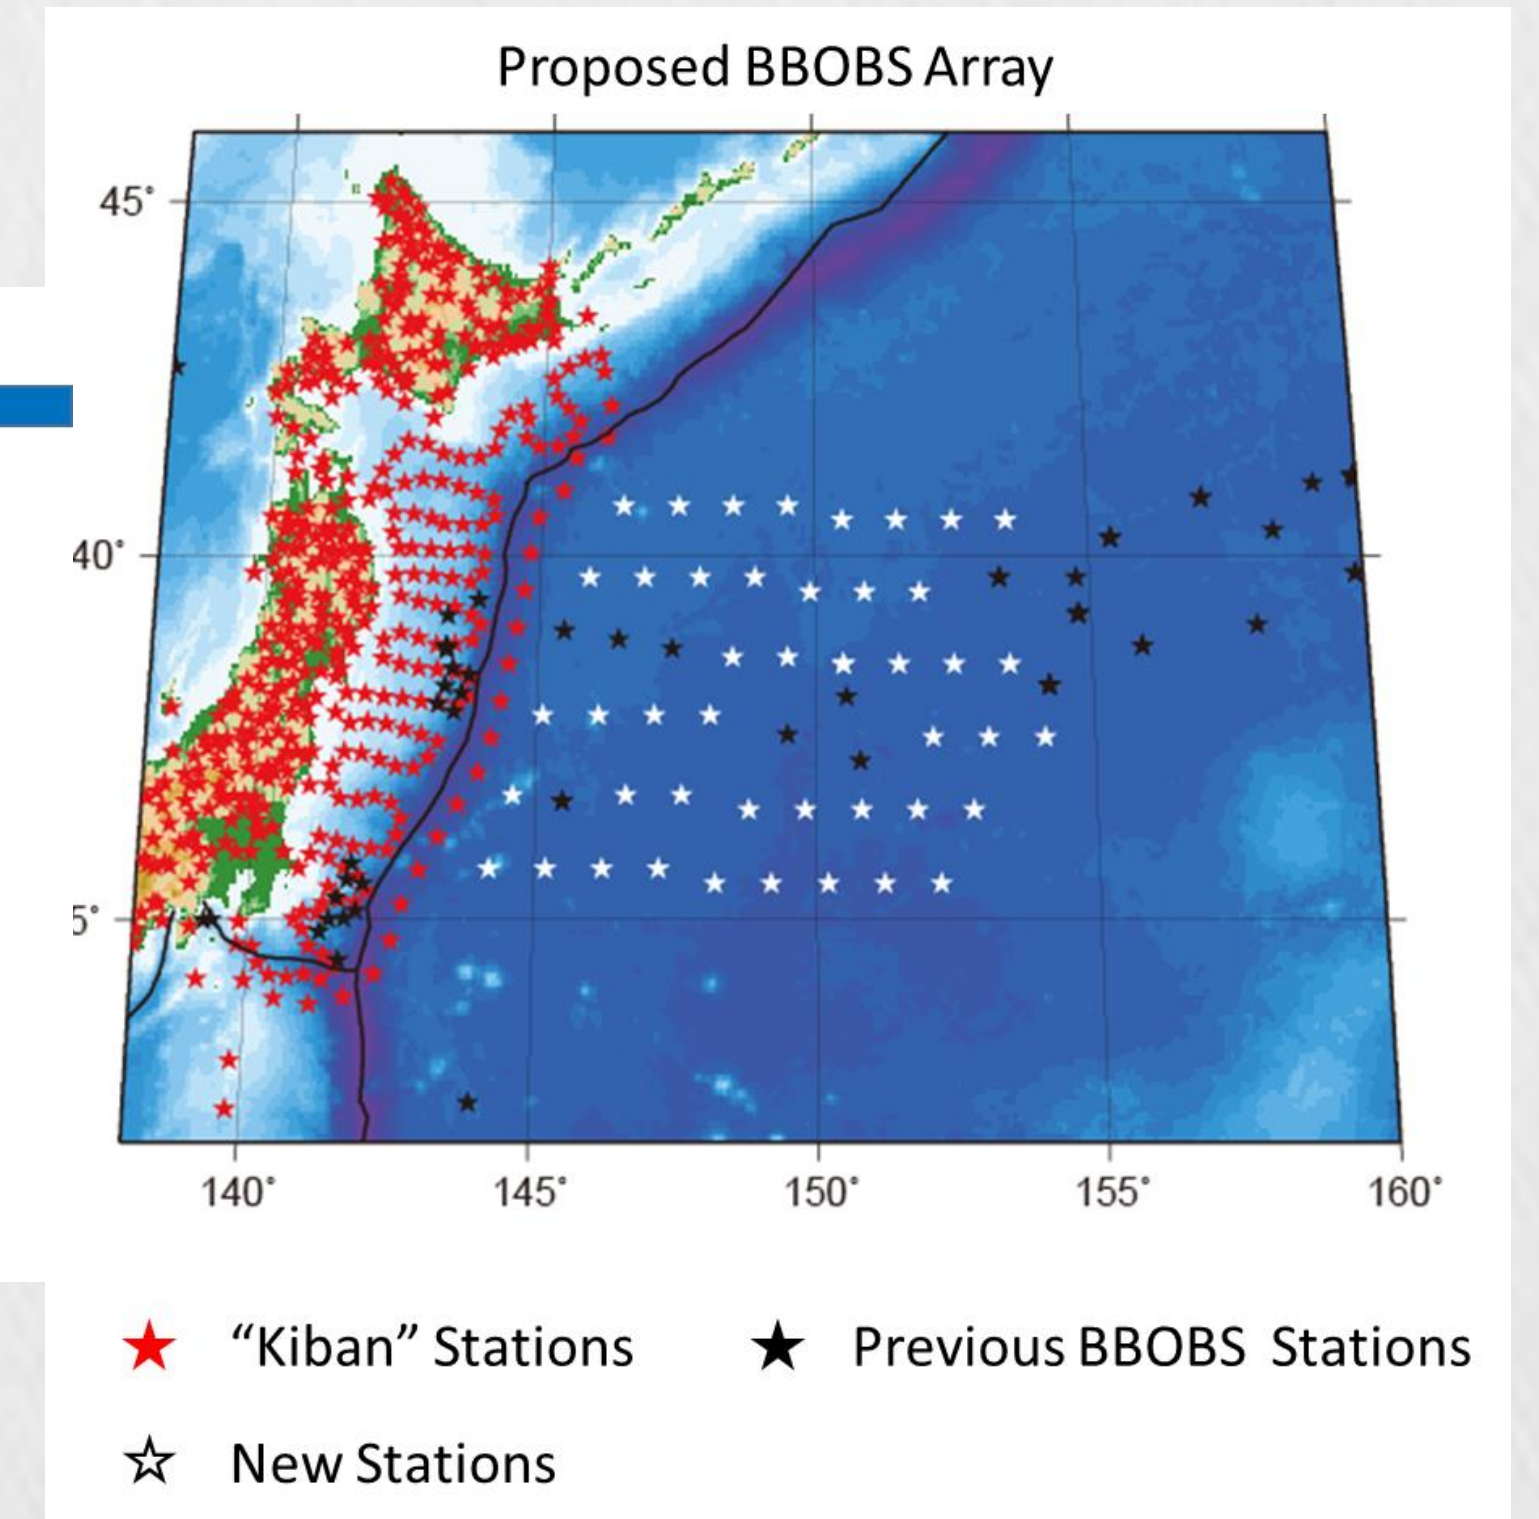 Proposed BBOBS Array
45°
40°
5°
140° 145° 150° 155° 160°
“Kiban” Stations
Previous BBOBS Stations
New Stations